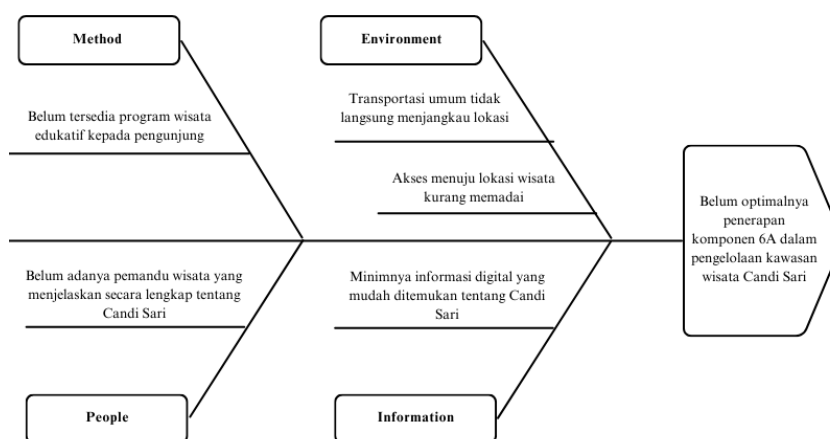 Method
Environment
Belum tersedia program wisata
edukatif kepada pengunjung
Transportasi umum tidak
langsung menjangkau lokasi
Akses menuju lokasi wisata
kurang memadai
Belum optimalnya
penerapan
komponen 6A dalam
pengelolaan kawasan
wisata Candi Sari
Belum adanya pemandu wisata yang
menjelaskan secara lengkap tentang
Candi Sari
Minimnya informasi digital yang
mudah ditemukan tentang Candi
Sari
People
Information